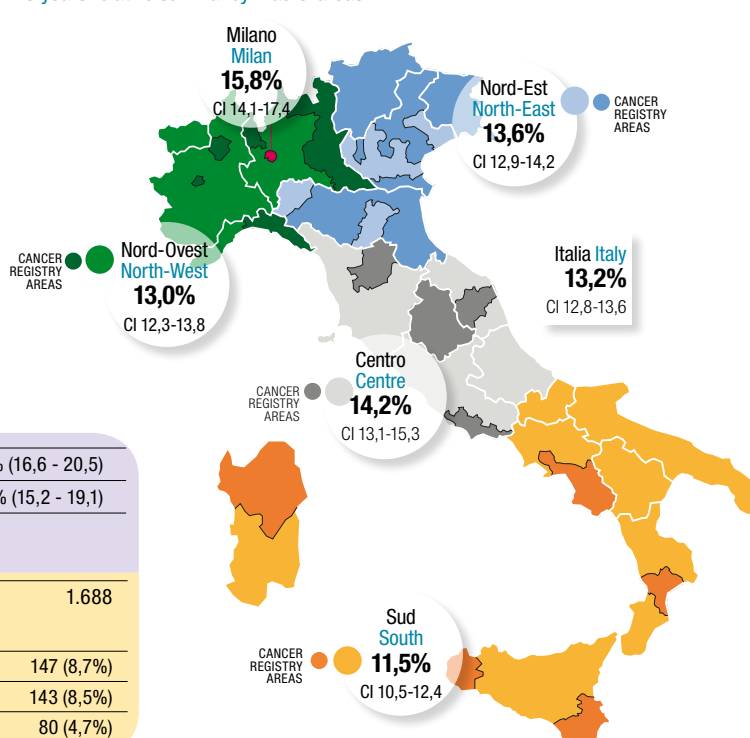 Milano
Milan
15,8%
CI 14,1-17,4
Nord-Est
North-East
13,6%
CI 12,9-14,2
CANCER
REGISTRY
AREAS
CANCER
REGISTRY
AREAS
Nord-Ovest
North-West
13,0%
CI 12,3-13,8
Italia Italy
13,2%
CI 12,8-13,6
CANCER
REGISTRY
AREAS
Centro
Centre
14,2%
CI 13,1-15,3
% (16,6 - 20,5)
% (15,2 - 19,1)
1.688
147 (8,7%)
143 (8,5%)
80 (4,7%)
CANCER
REGISTRY
AREAS
Sud
South
11,5%
CI 10,5-12,4